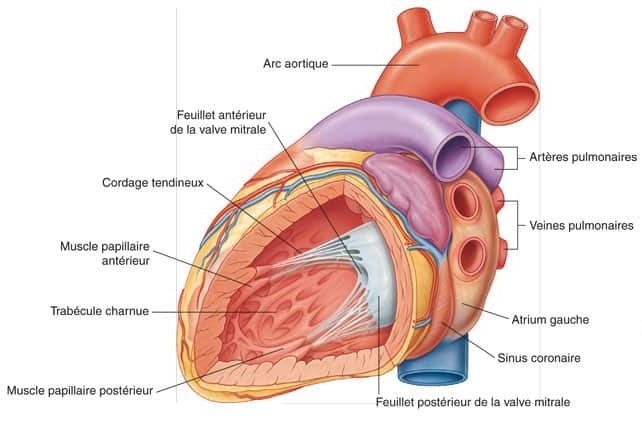 Arc aortique
Feuillet antérieur
de la valve mitrale
Cordage tendineux
Muscle papillaire
antérieur
Trabécule charnue
Muscle papillaire postérieur
Artères pulmonaires
Veines pulmonaires
Atrium gauche
Sinus coronaire
Feuillet postérieur de la valve mitrale